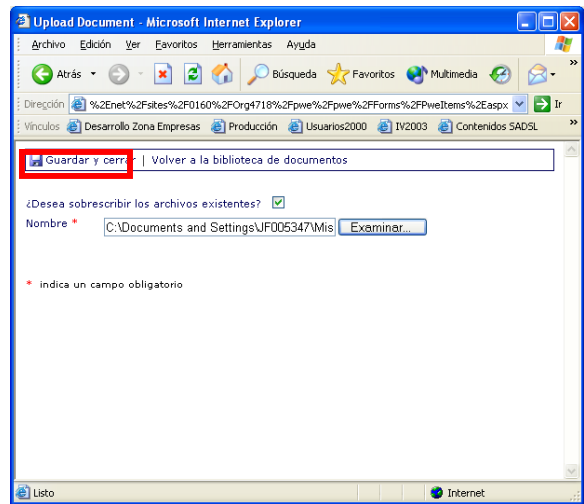 Upload Document - Microsoft Internet Explorer
Archivo Edición Ver Favoritos Herramientas Ayuda
Atrás Búsqueda Favoritos Multimedia »
Dirección %2Enet%2Fsites%2F0160%2FOrg4718%2Fpwe%2Fpwe%2FForms%2FPweItems%2Easpx Ir
Vínculos Desarrollo Zona Empresas Producción Usuarios2000 IV2003 Contenidos SADSL »
Guardar y cerrar | Volver a la biblioteca de documentos
¿Desea sobrescribir los archivos existentes?
Nombre * C:\Documents and Settings\JF005347\Mis Examinar...
* indica un campo obligatorio
Listo Internet